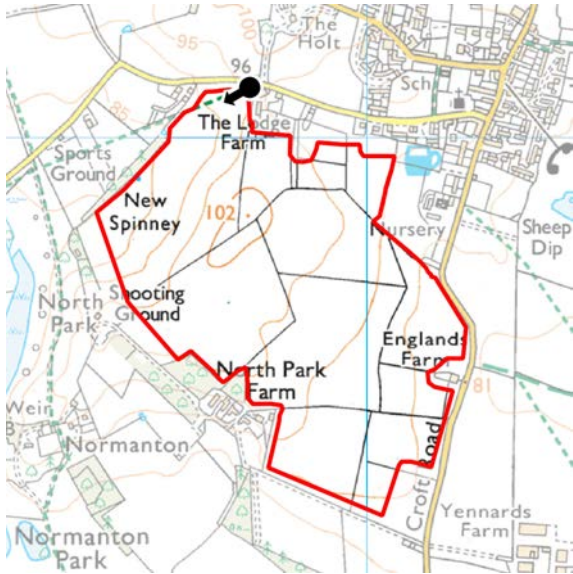 The
Holt
95
95
96
Sch
85
The Lodge
Farm
Sports
Ground
New
Spinney
102
Nursery
Sheep
Dip
North
Park
Shooting
Ground
Englands
Farm
North Park
Farm
81
Weir
Normanton
Croft Road
Yennards
Farm
Normanton
Park